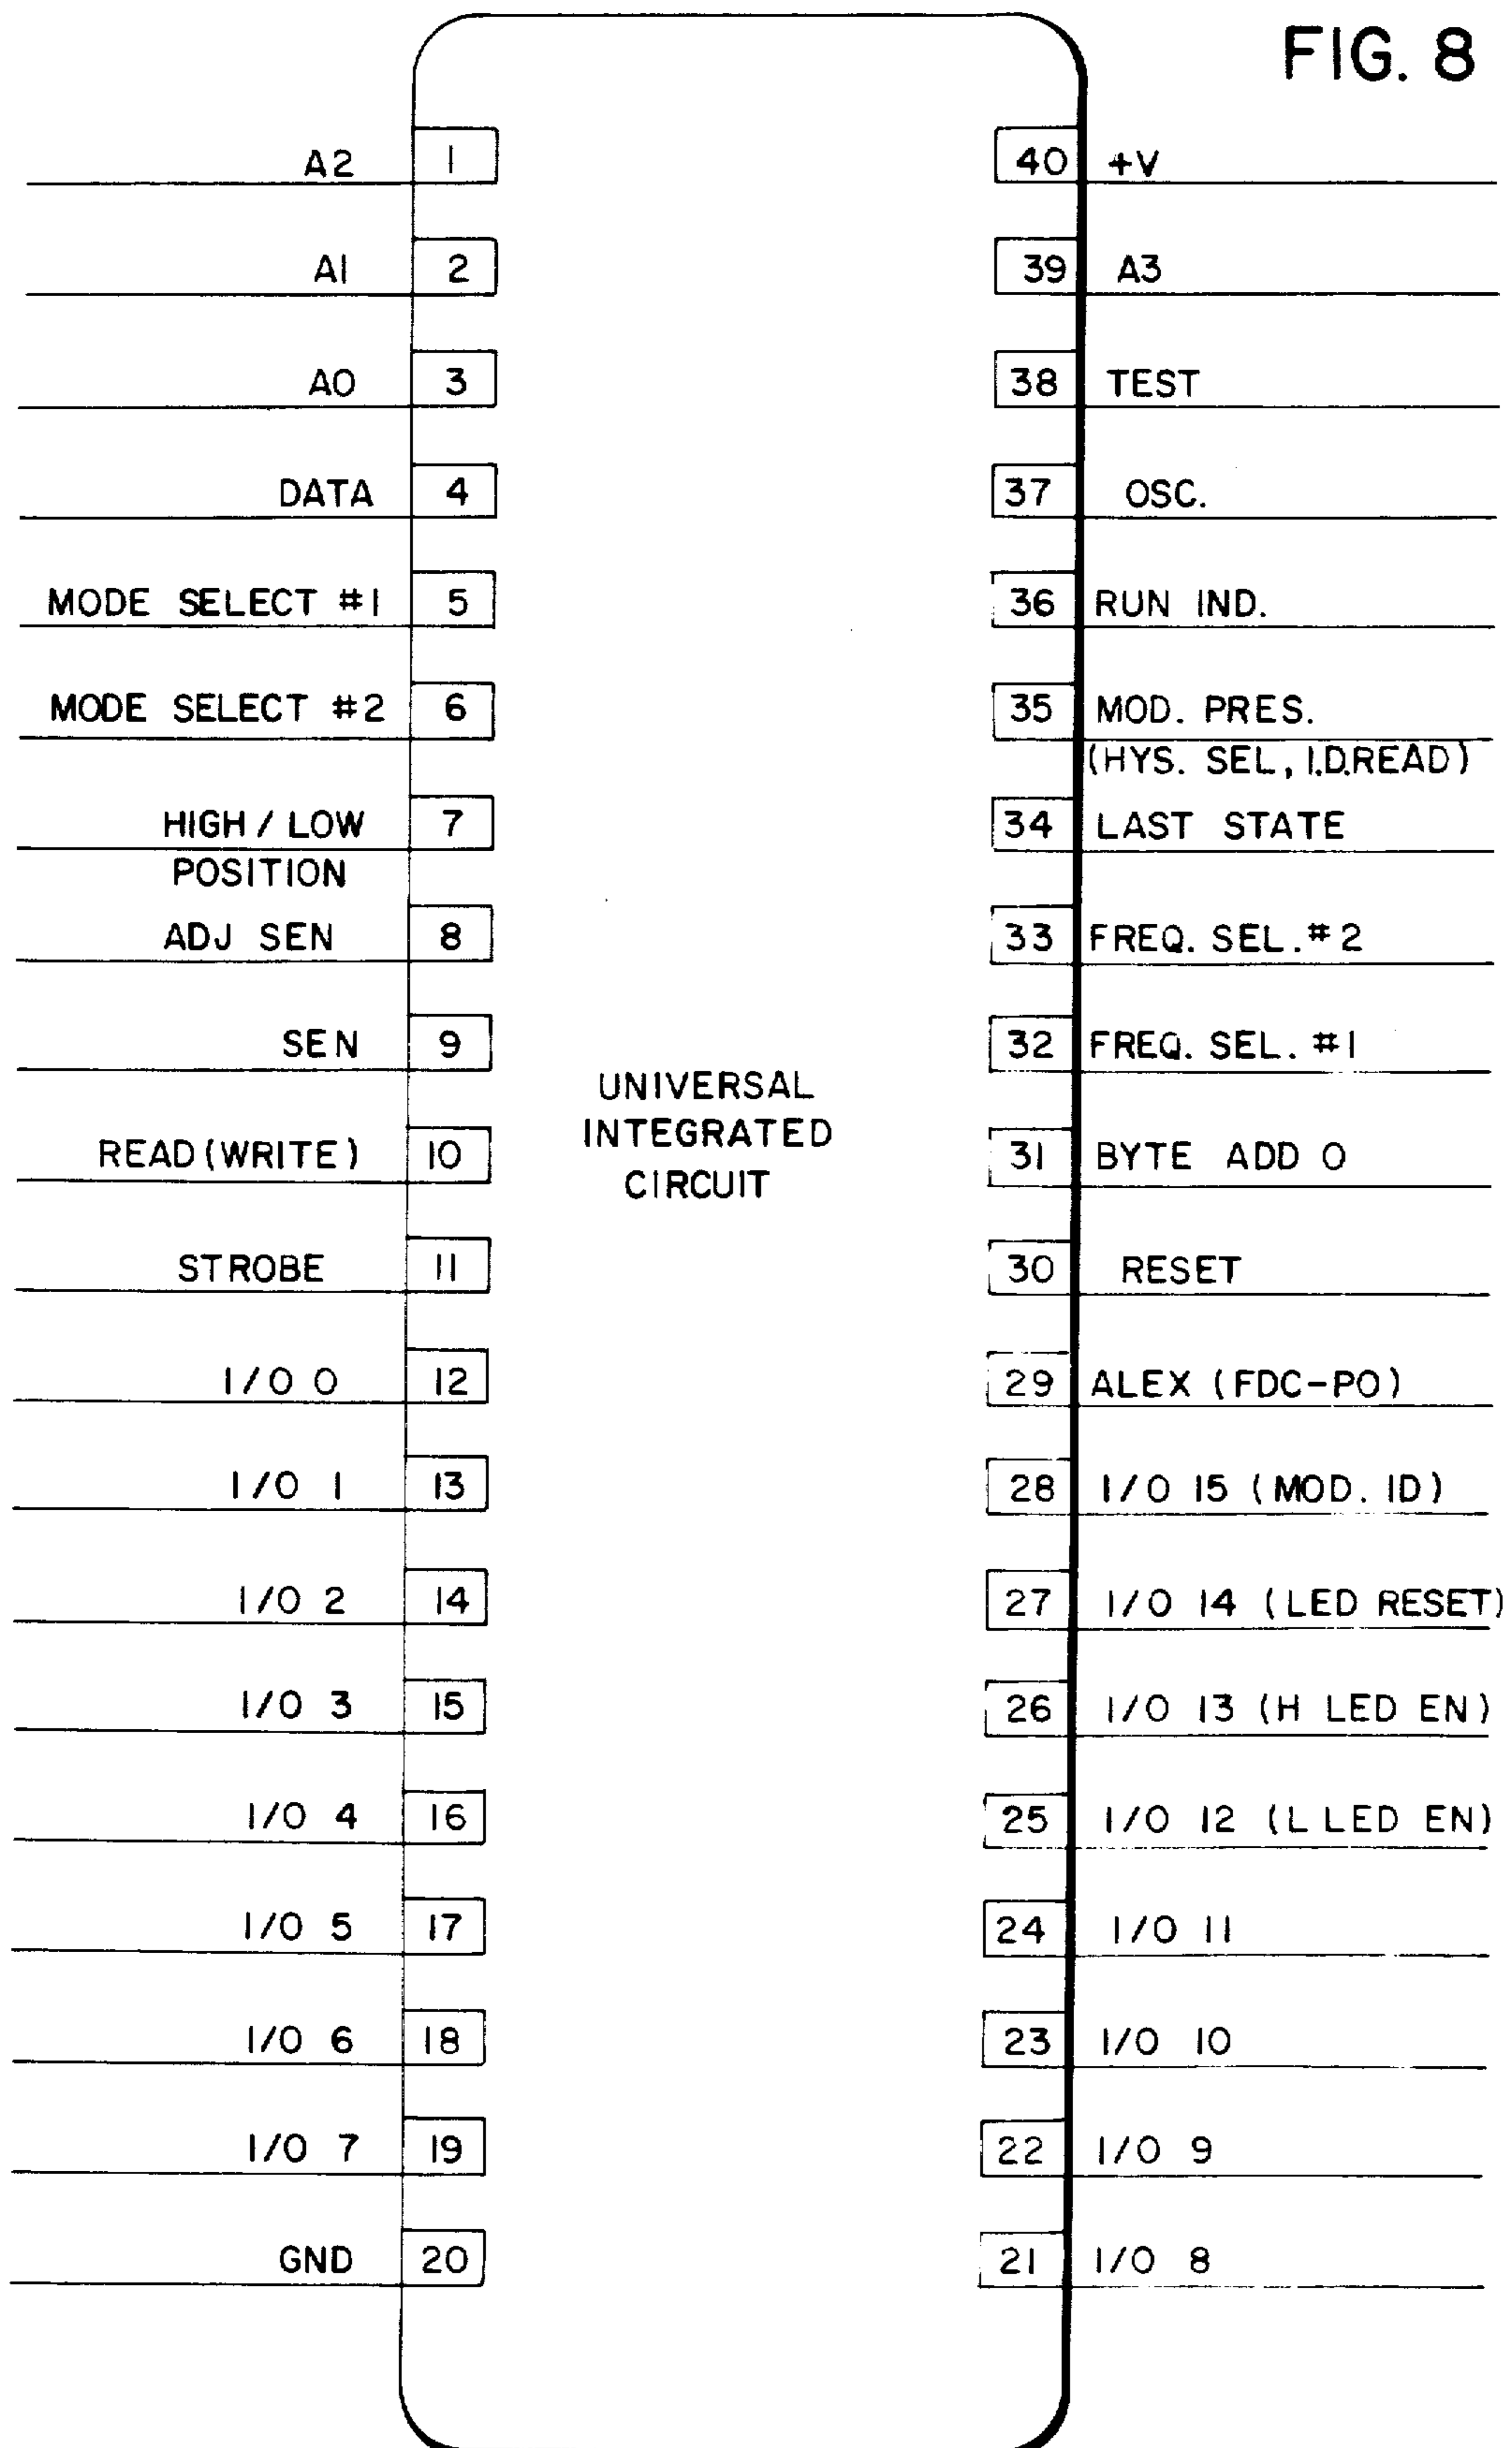 FIG. 8
A2 1 40 +V
A1 2 39 A3
A0 3 38 TEST
DATA 4 37 OSC.
MODE SELECT #1 5 36 RUN IND.
MODE SELECT #2 6 35 MOD. PRES.
(HYS. SEL, I.D.READ)
HIGH / LOW 7 34 LAST STATE
POSITION
ADJ SEN 8 33 FREQ. SEL. #2
SEN 9 32 FREQ. SEL. #1
UNIVERSAL
INTEGRATED
CIRCUIT
READ (WRITE) 10 31 BYTE ADD 0
STROBE 11 30 RESET
I/O 0 12 29 ALEX (FDC-PO)
I/O 1 13 28 I/O 15 (MOD. ID)
I/O 2 14 27 I/O 14 (LED RESET)
I/O 3 15 26 I/O 13 (H LED EN)
I/O 4 16 25 I/O 12 (L LED EN)
I/O 5 17 24 I/O 11
I/O 6 18 23 I/O 10
I/O 7 19 22 I/O 9
GND 20 21 I/O 8